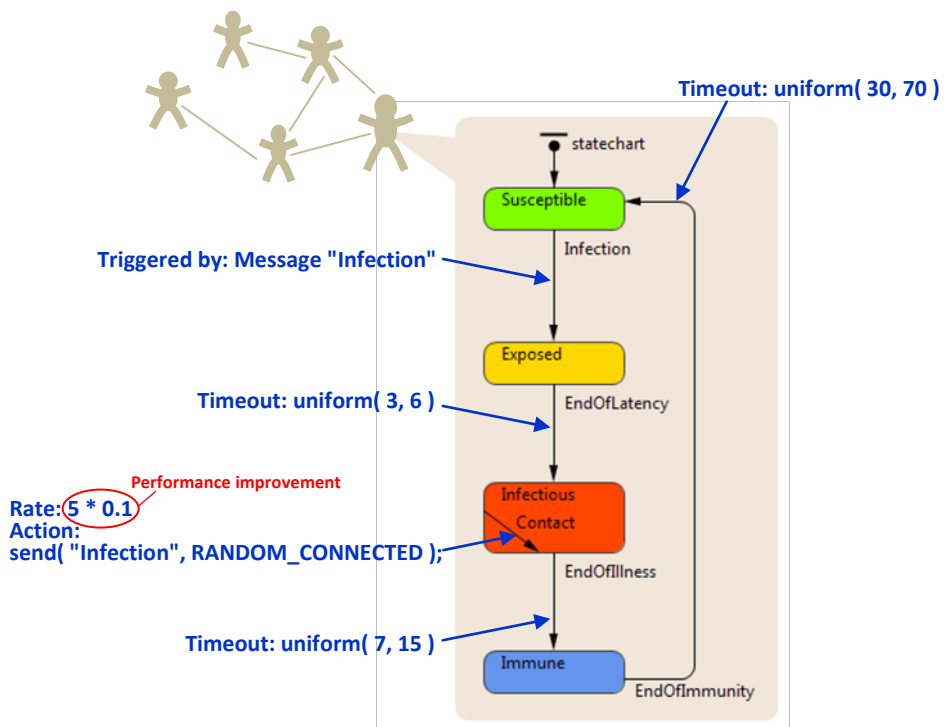 Timeout: uniform( 30, 70 )
statechart
Susceptible
Infection
Triggered by: Message "Infection"
Exposed
EndOfLatency
Timeout: uniform( 3, 6 )
Performance improvement
Rate: 5 * 0.1
Action:
send( "Infection", RANDOM_CONNECTED );
Infectious
Contact
EndOfIllness
Timeout: uniform( 7, 15 )
Immune
EndOfImmunity